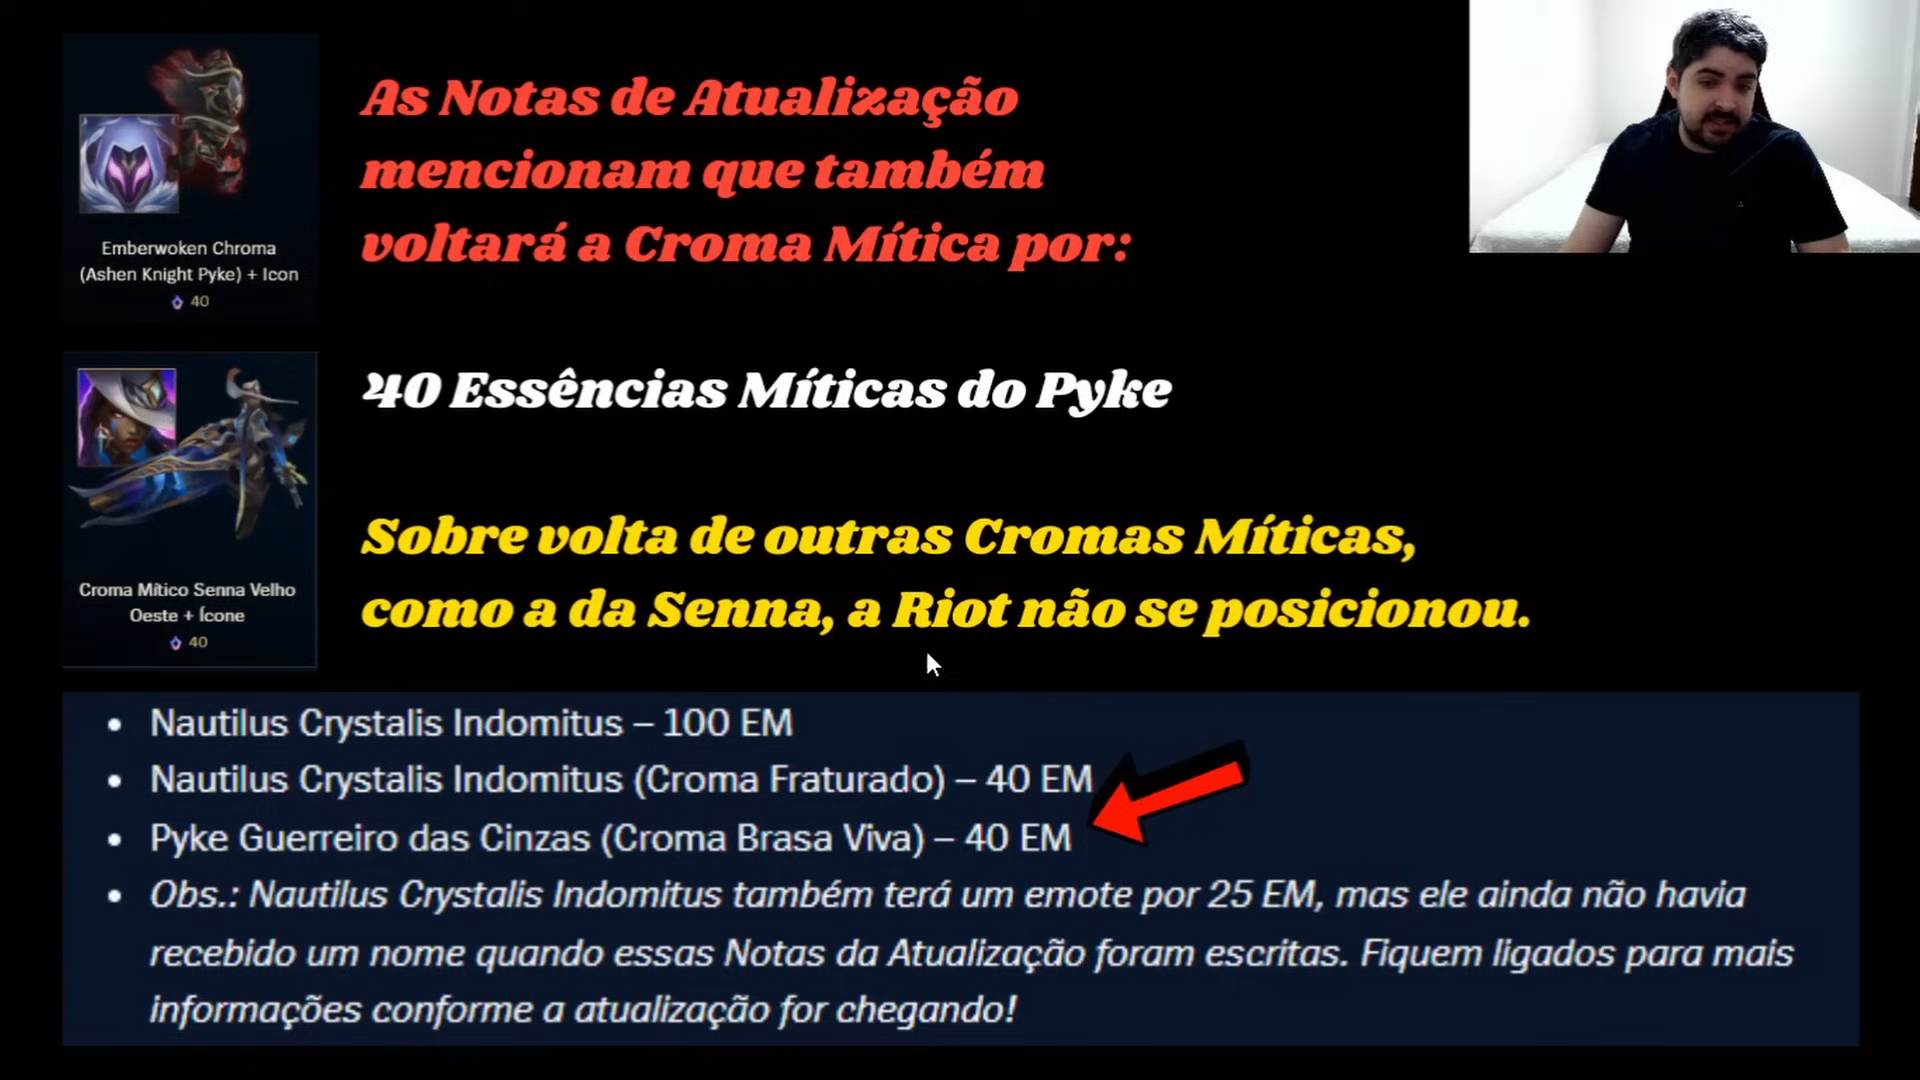 Emberwoken Chroma
(Ashen Knight Pyke) + Icon
40
As Notas de Atualização
mencionam que também
voltará a Croma Mítica por:
40 Essências Míticas do Pyke
Croma Mítico Senna Velho
Oeste + Ícone
40
Sobre volta de outras Cromas Míticas,
como a da Senna, a Riot não se posicionou.
• Nautilus Crystalis Indomitus – 100 EM
• Nautilus Crystalis Indomitus (Croma Fraturado) – 40 EM
• Pyke Guerreiro das Cinzas (Croma Brasa Viva) – 40 EM
• Obs.: Nautilus Crystalis Indomitus também terá um emote por 25 EM, mas ele ainda não havia
recebido um nome quando essas Notas da Atualização foram escritas. Fiquem ligados para mais
informações conforme a atualização for chegando!